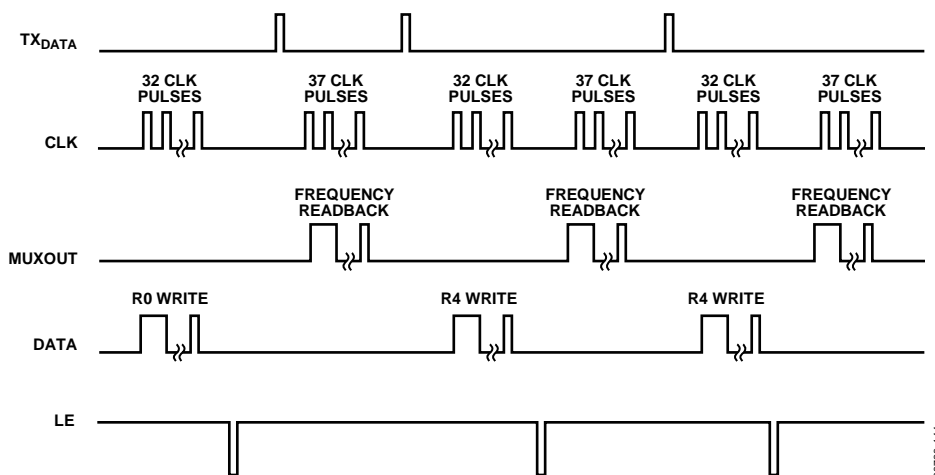 TXDATA
32 CLK PULSES
37 CLK PULSES
32 CLK PULSES
37 CLK PULSES
32 CLK PULSES
37 CLK PULSES
CLK
FREQUENCY READBACK
FREQUENCY READBACK
FREQUENCY READBACK
MUXOUT
R0 WRITE
R4 WRITE
R4 WRITE
DATA
LE